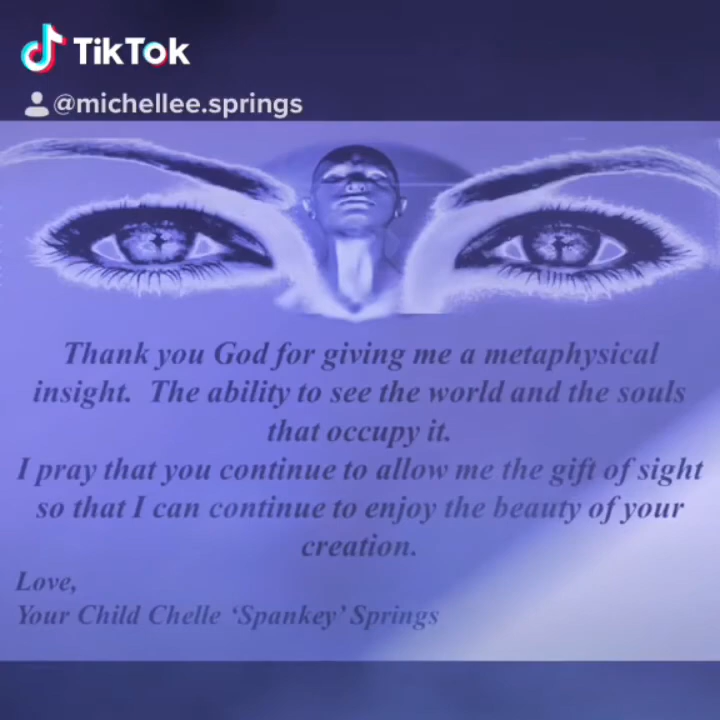 TikTok
@michellee.springs
Thank you God for giving me a metaphysical
insight. The ability to see the world and the souls
that occupy it.
I pray that you continue to allow me the gift of sight
so that I can continue to enjoy the beauty of your
creation.
Love,
Your Child Chelle ‘Spankey’ Springs